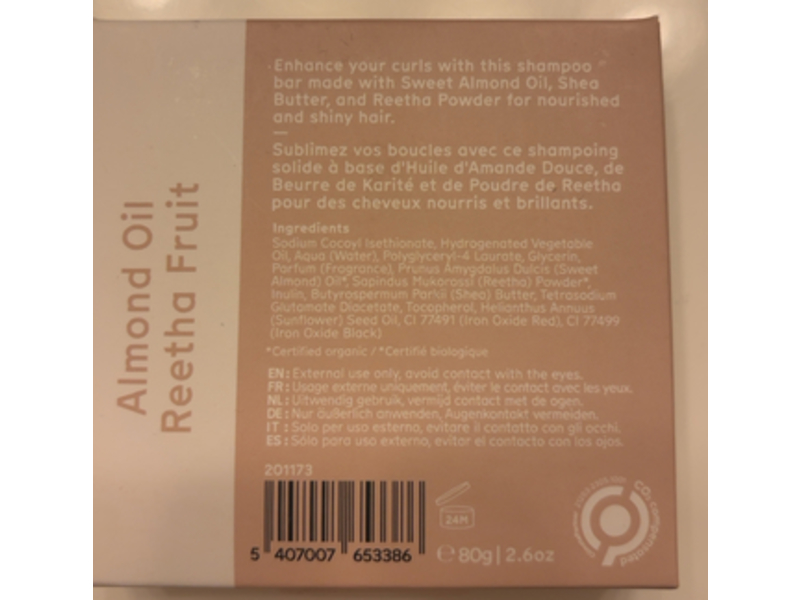 Almond Oil
Reetha Fruit
Enhance your curls with this shampoo
bar made with Sweet Almond Oil, Shea
Butter, and Reetha Powder for nourished
and shiny hair.
Sublimez vos boucles avec ce shampoing
solide à base d'Huile d'Amande Douce, de
Beurre de Karité et de Poudre de Reetha
pour des cheveux nourris et brillants.
Ingredients
Sodium Cocoyl Isethionate, Hydrogenated Vegetable
Oil, Aqua (Water), Polyglyceryl-4 Laurate, Glycerin,
Parfum (Fragrance), Prunus Amygdalus Dulcis (Sweet
Almond) Oil*, Sapindus Mukorossi (Reetha) Powder*,
Inulin, Butyrospermum Parkii (Shea) Butter, Tetrasodium
Glutamate Diacetate, Tocopherol, Helianthus Annuus
(Sunflower) Seed Oil, CI 77491 (Iron Oxide Red), CI 77499
(Iron Oxide Black)
*Certified organic / *Certifié biologique
EN: External use only, avoid contact with the eyes.
FR: Usage externe uniquement, éviter le contact avec les yeux.
NL: Uitwendig gebruik, vermijd contact met de ogen.
DE: Nur äußerlich anwenden, Augenkontakt vermeiden.
IT: Solo per uso esterno, evitare il contatto con gli occhi.
ES: Sólo para uso externo, evitar el contacto con los ojos.
201173
24M
CO₂ compensated
5 407007 653386
℮ 80g | 2.6oz